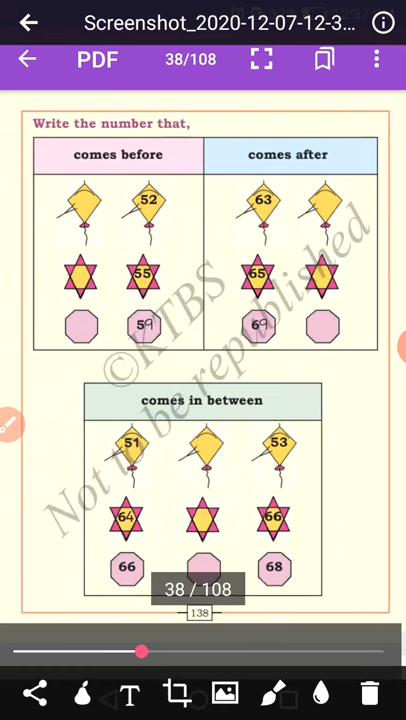 Screenshot_2020-12-07-12-3...
PDF 38/108
Write the number that,
comes before comes after
52 63
55 65
59 69
©KTBS
Not to be republished
comes in between
51 53
64 66
66 68
38 / 108
138
T